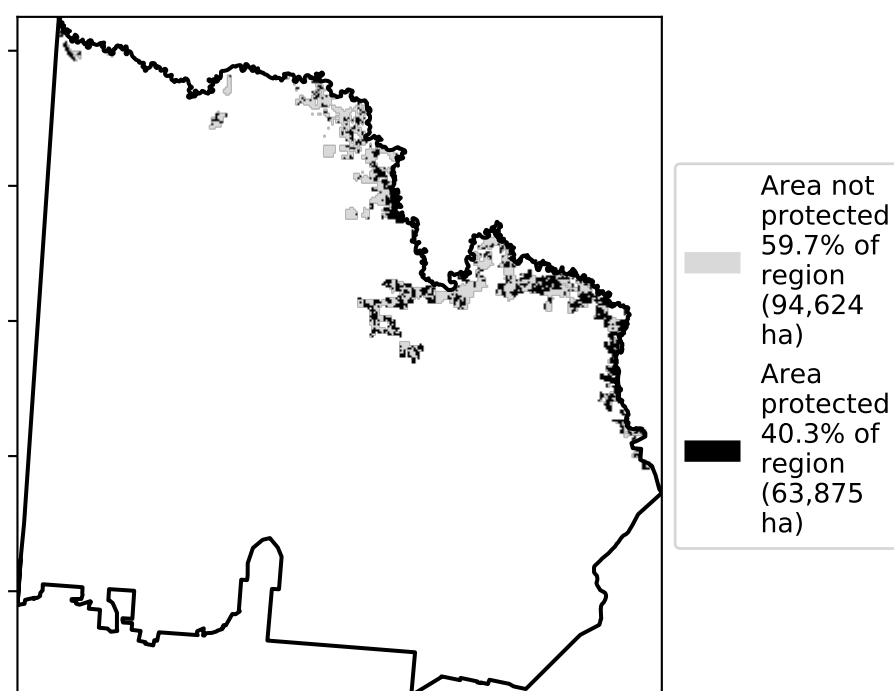 Area not
protected
59.7% of
region
(94,624
ha)
Area
protected
40.3% of
region
(63,875
ha)